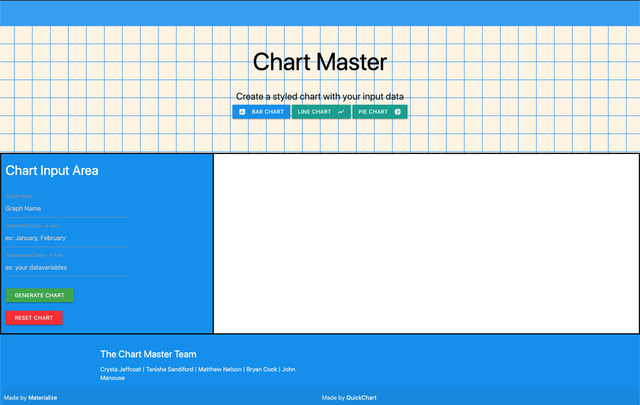 Chart Master
Create a styled chart with your input data
BAR CHART LINE CHART PIE CHART
Chart Input Area
Graph Name
Graph Name
ex: January, February
ex: your datavariables
GENERATE CHART
RESET CHART
The Chart Master Team
Crysta Jeffcoat | Tanisha Sandiford | Matthew Nelson | Bryan Cook | John
Manouse
Made by Materialize Made by QuickChart